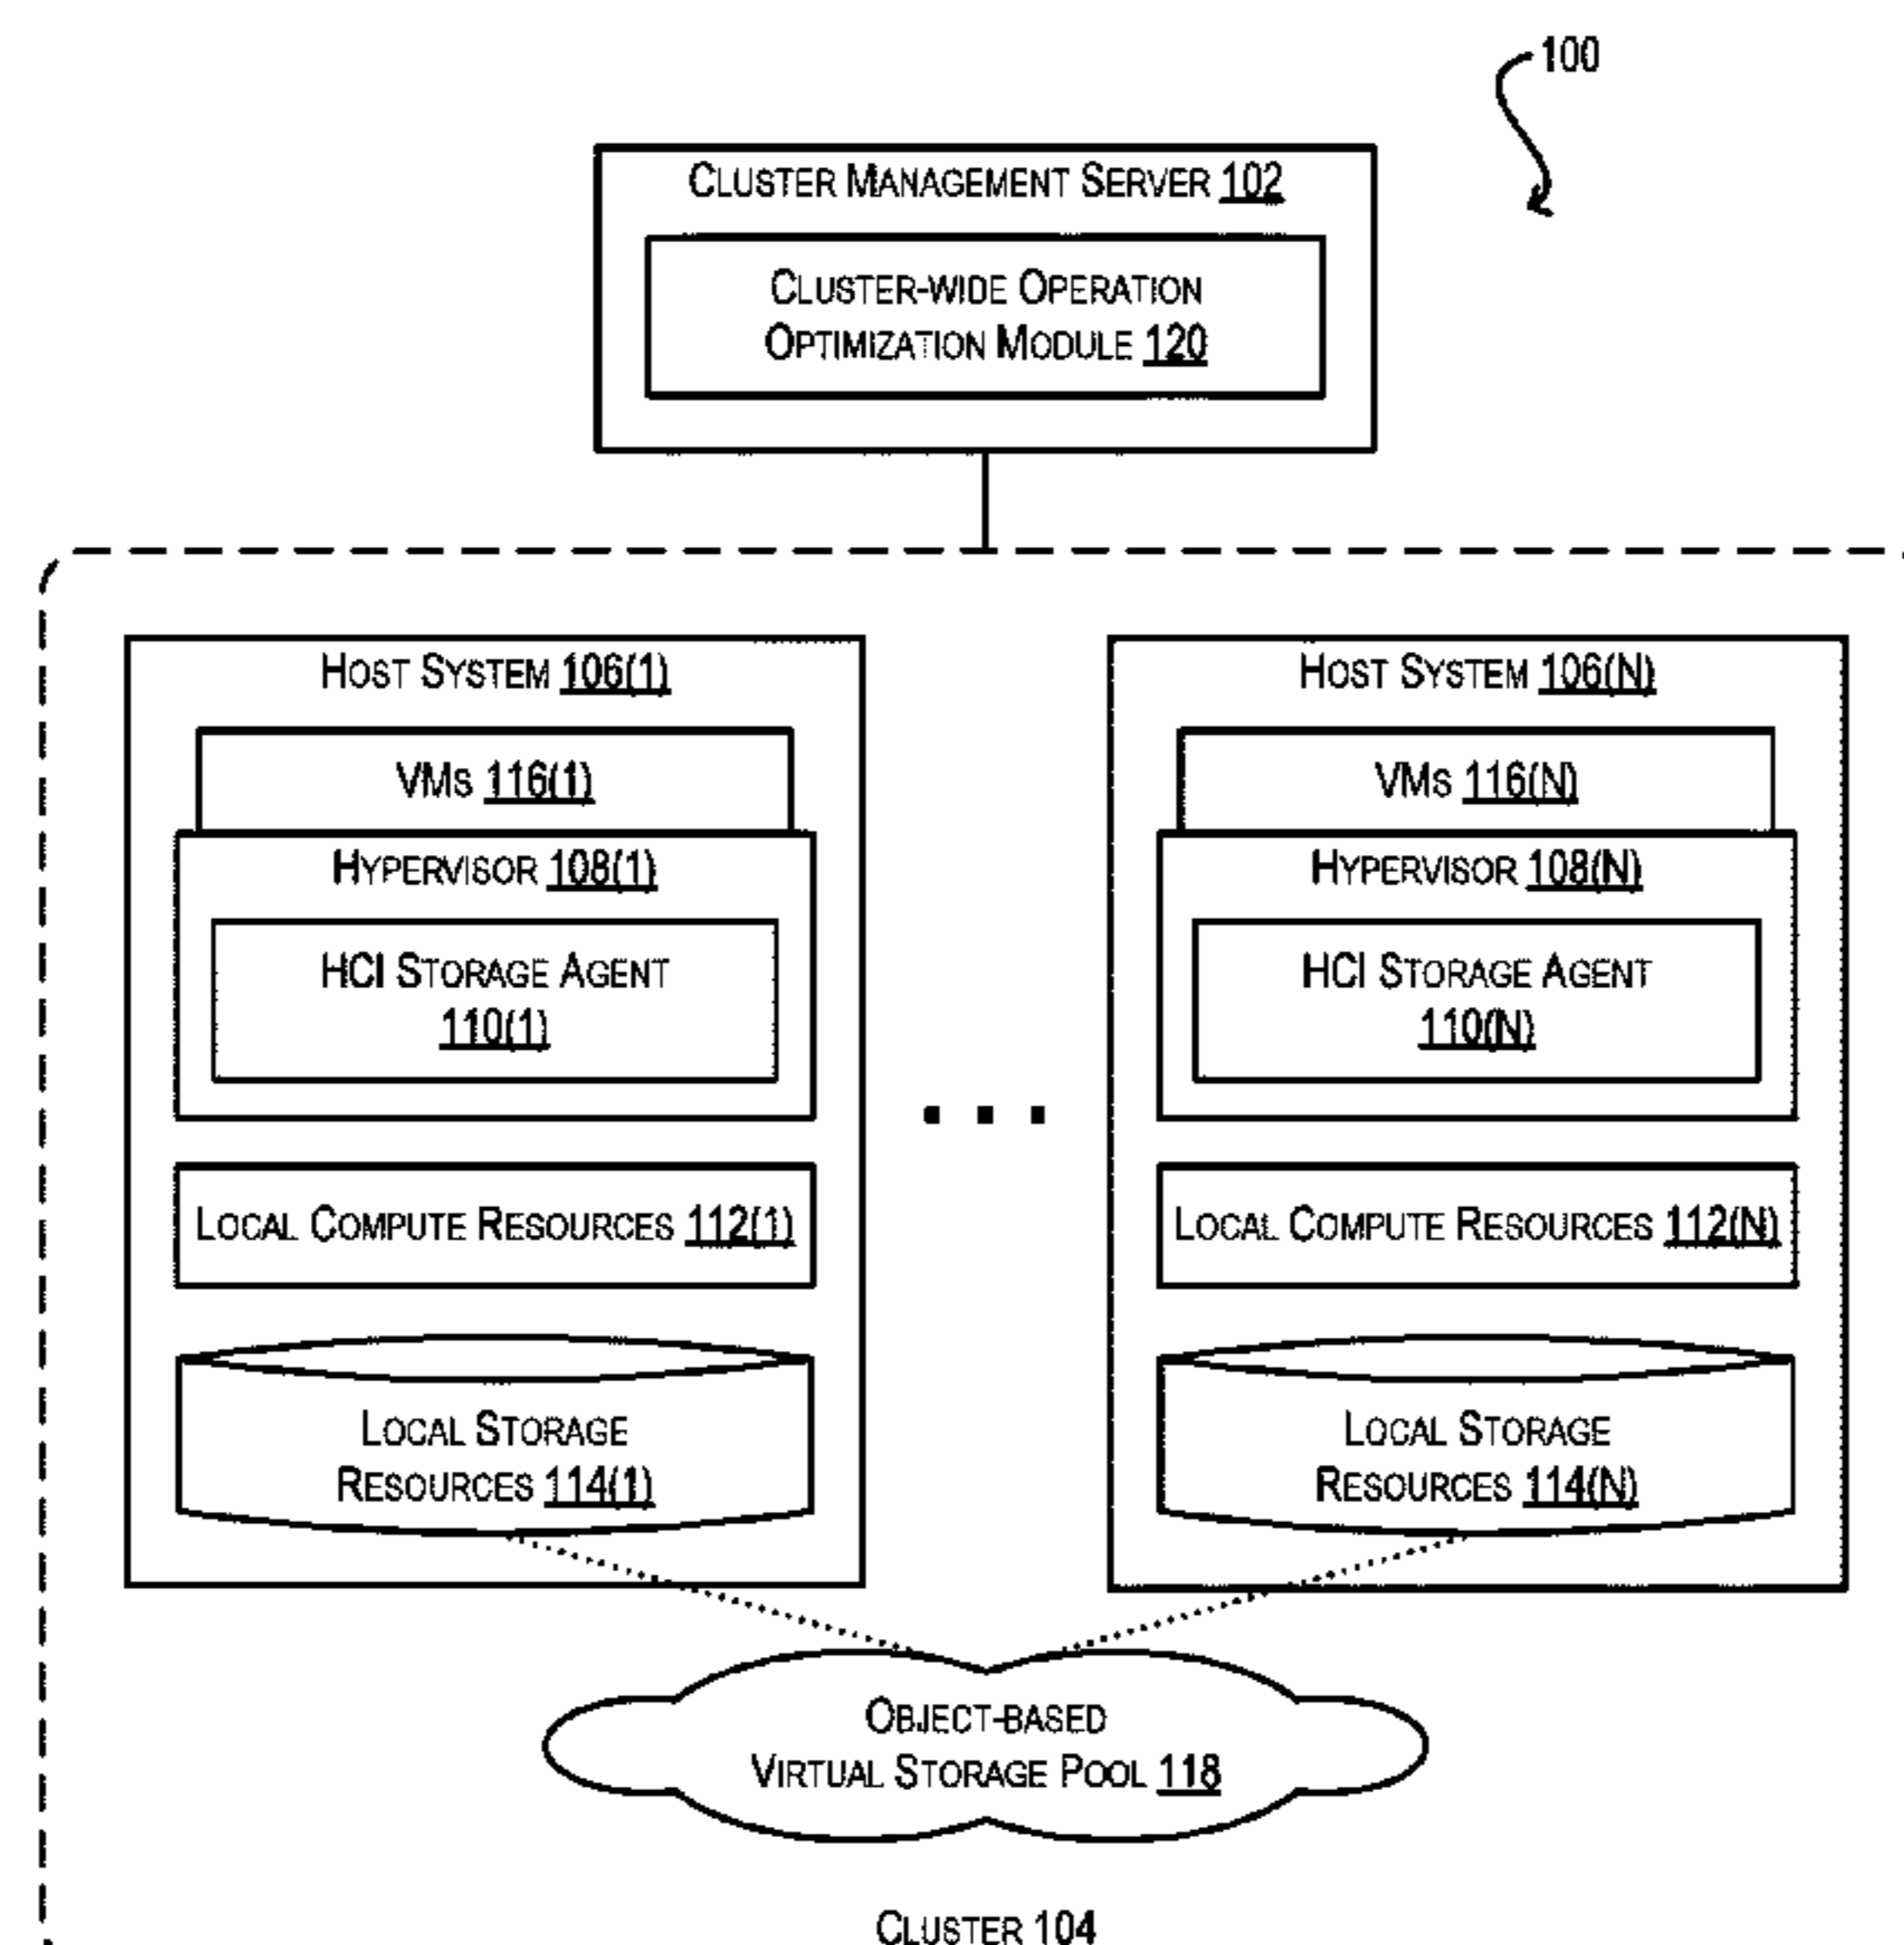 100
CLUSTER MANAGEMENT SERVER 102
CLUSTER-WIDE OPERATION
OPTIMIZATION MODULE 120
HOST SYSTEM 106(1)
VMS 116(1)
HYPERVISOR 108(1)
HCI STORAGE AGENT
110(1)
LOCAL COMPUTE RESOURCES 112(1)
LOCAL STORAGE
RESOURCES 114(1)
. . .
HOST SYSTEM 106(N)
VMS 116(N)
HYPERVISOR 108(N)
HCI STORAGE AGENT
110(N)
LOCAL COMPUTE RESOURCES 112(N)
LOCAL STORAGE
RESOURCES 114(N)
OBJECT-BASED
VIRTUAL STORAGE POOL 118
CLUSTER 104